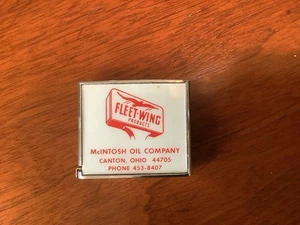 FLEET-WING
PRODUCTS
McINTOSH OIL COMPANY
CANTON, OHIO 44705
PHONE 453-8407